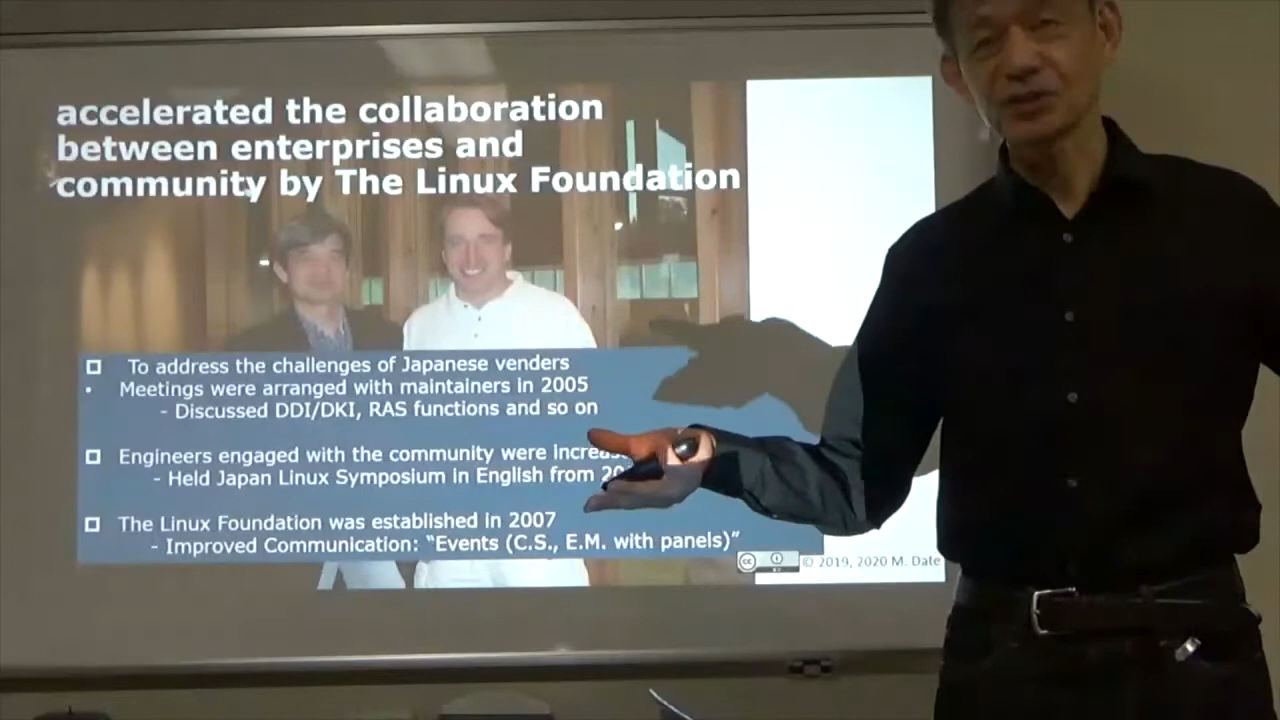 accelerated the collaboration
between enterprises and
community by The Linux Foundation
To address the challenges of Japanese venders
• Meetings were arranged with maintainers in 2005
- Discussed DDI/DKI, RAS functions and so on
Engineers engaged with the community were
- Held Japan Linux Symposium in English from
The Linux Foundation was established in 2007
- Improved Communication: “Events (C.S., E.M. with panels)”
cc © 2019, 2020 M. Date